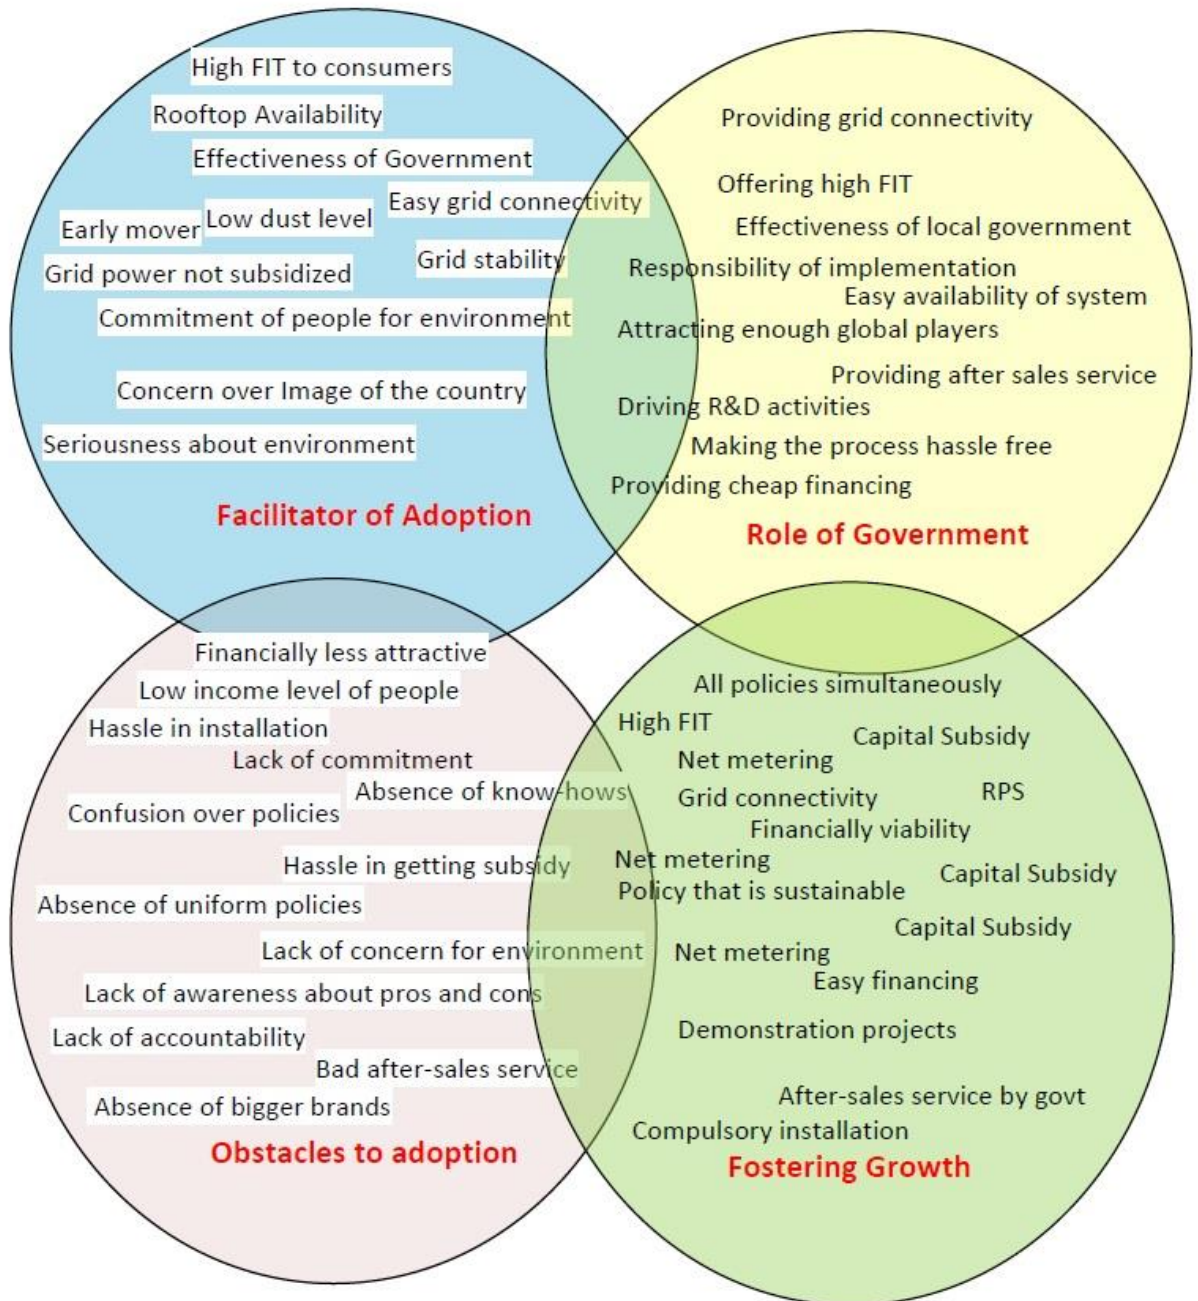 High FIT to consumers
Rooftop Availability
Effectiveness of Government
Easy grid connectivity
Low dust level
Early mover
Grid stability
Grid power not subsidized
Commitment of people for environment
Concern over Image of the country
Seriousness about environment
Facilitator of Adoption
Providing grid connectivity
Offering high FIT
Effectiveness of local government
Responsibility of implementation
Easy availability of system
Attracting enough global players
Providing after sales service
Driving R&D activities
Making the process hassle free
Providing cheap financing
Role of Government
Financially less attractive
Low income level of people
Hassle in installation
Lack of commitment
Absence of know-hows
Confusion over policies
Hassle in getting subsidy
Absence of uniform policies
Lack of concern for environment
Lack of awareness about pros and cons
Lack of accountability
Bad after-sales service
Absence of bigger brands
Obstacles to adoption
All policies simultaneously
High FIT
Capital Subsidy
Net metering
RPS
Grid connectivity
Financially viability
Net metering
Capital Subsidy
Policy that is sustainable
Capital Subsidy
Net metering
Easy financing
Demonstration projects
After-sales service by govt
Compulsory installation
Fostering Growth